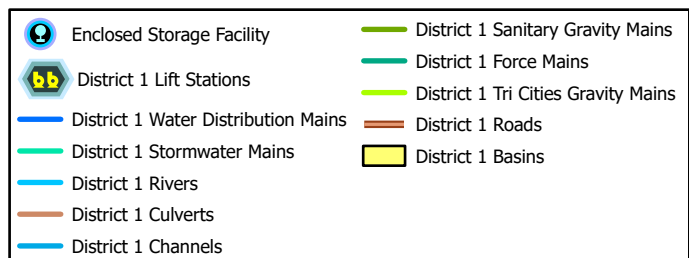 Enclosed Storage Facility
District 1 Lift Stations
District 1 Water Distribution Mains
District 1 Stormwater Mains
District 1 Rivers
District 1 Culverts
District 1 Channels
District 1 Sanitary Gravity Mains
District 1 Force Mains
District 1 Tri Cities Gravity Mains
District 1 Roads
District 1 Basins